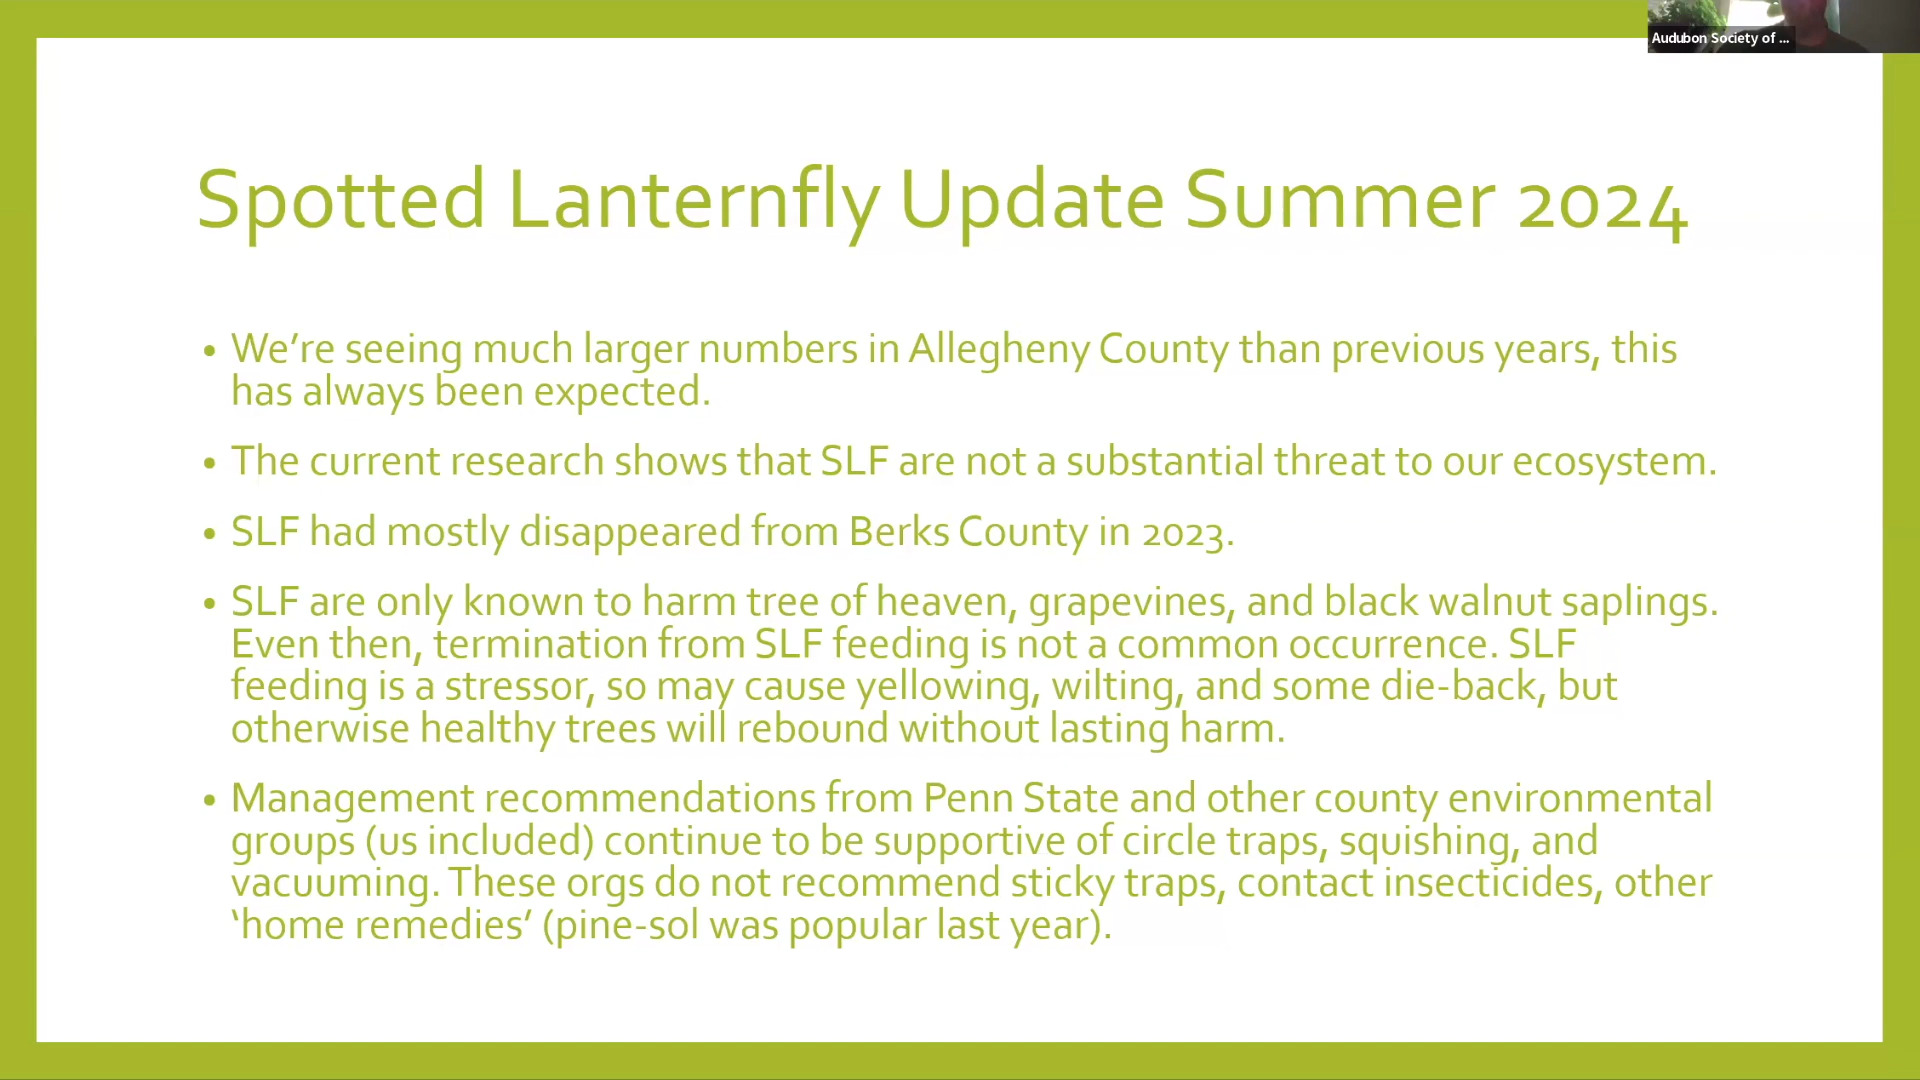 Audubon Society of ...
Spotted Lanternfly Update Summer 2024
• We’re seeing much larger numbers in Allegheny County than previous years, this
has always been expected.
• The current research shows that SLF are not a substantial threat to our ecosystem.
• SLF had mostly disappeared from Berks County in 2023.
• SLF are only known to harm tree of heaven, grapevines, and black walnut saplings.
Even then, termination from SLF feeding is not a common occurrence. SLF
feeding is a stressor, so may cause yellowing, wilting, and some die-back, but
otherwise healthy trees will rebound without lasting harm.
• Management recommendations from Penn State and other county environmental
groups (us included) continue to be supportive of circle traps, squishing, and
vacuuming. These orgs do not recommend sticky traps, contact insecticides, other
‘home remedies’ (pine-sol was popular last year).